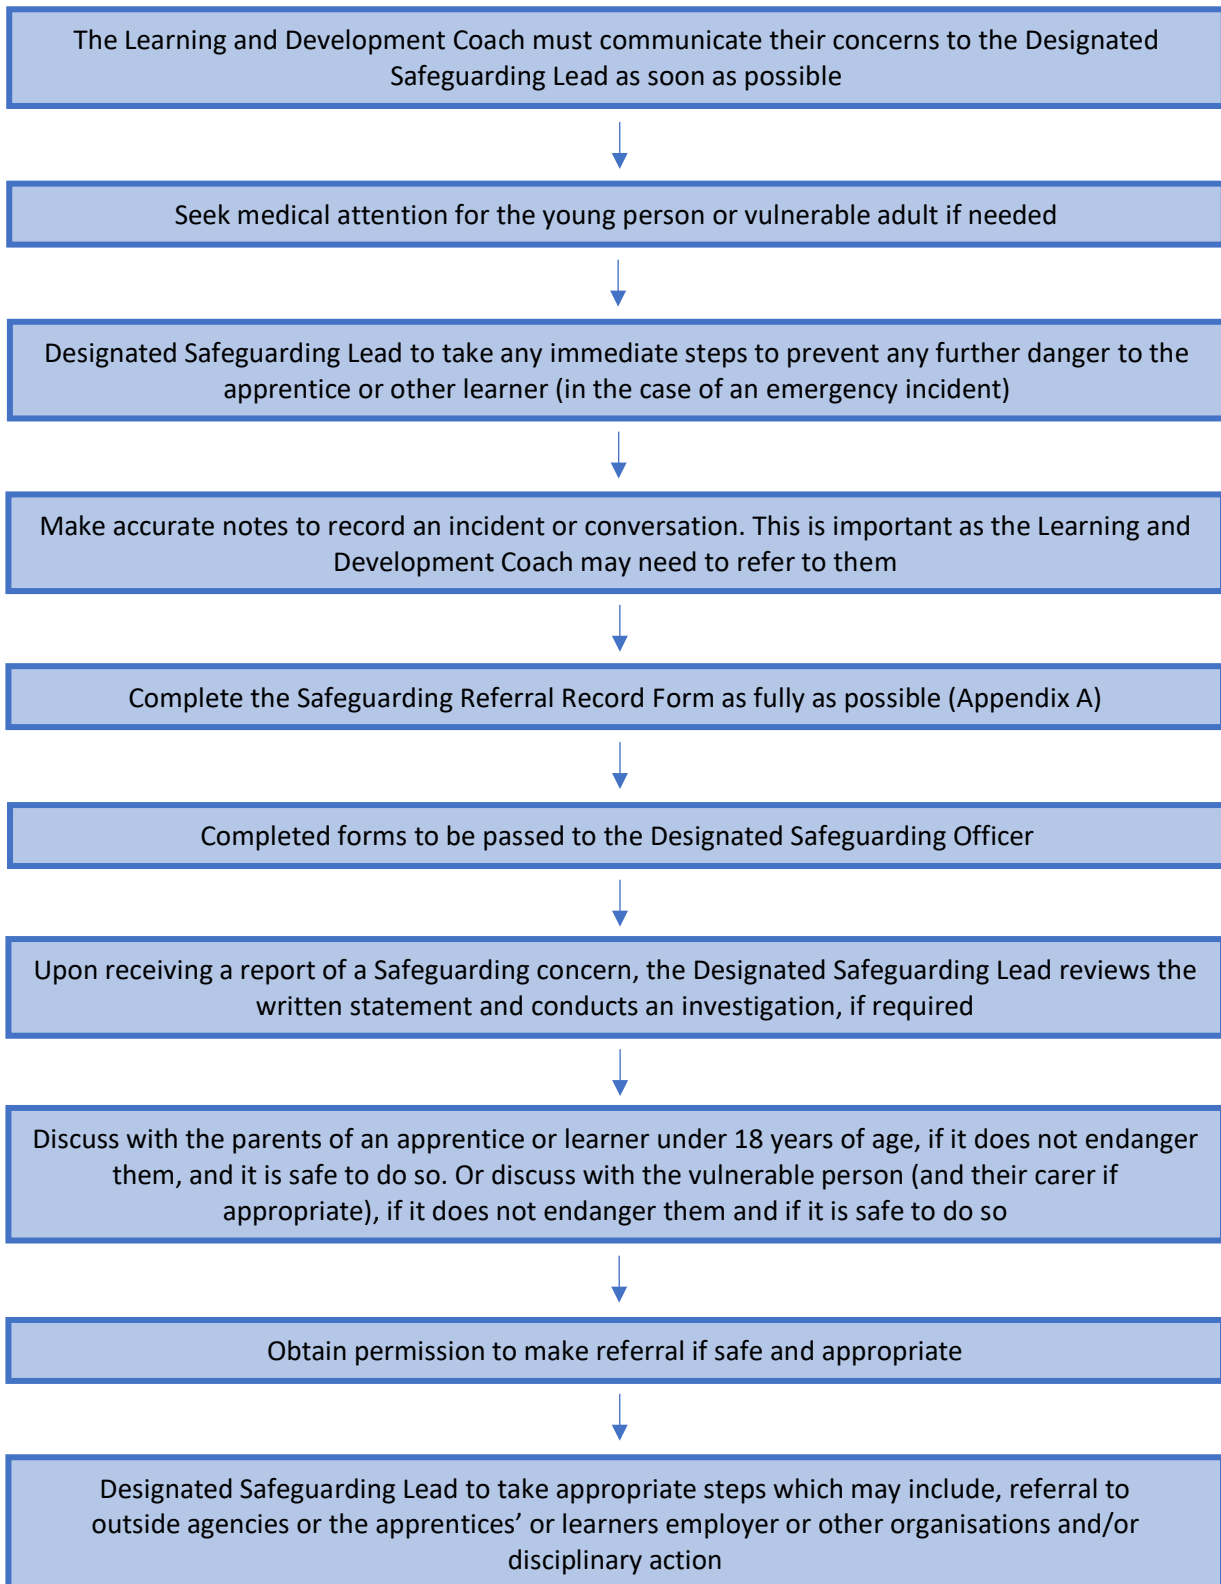 The Learning and Development Coach must communicate their concerns to the Designated
Safeguarding Lead as soon as possible
Seek medical attention for the young person or vulnerable adult if needed
Designated Safeguarding Lead to take any immediate steps to prevent any further danger to the
apprentice or other learner (in the case of an emergency incident)
Make accurate notes to record an incident or conversation. This is important as the Learning and
Development Coach may need to refer to them
Complete the Safeguarding Referral Record Form as fully as possible (Appendix A)
Completed forms to be passed to the Designated Safeguarding Officer
Upon receiving a report of a Safeguarding concern, the Designated Safeguarding Lead reviews the
written statement and conducts an investigation, if required
Discuss with the parents of an apprentice or learner under 18 years of age, if it does not endanger
them, and it is safe to do so. Or discuss with the vulnerable person (and their carer if
appropriate), if it does not endanger them and if it is safe to do so
Obtain permission to make referral if safe and appropriate
Designated Safeguarding Lead to take appropriate steps which may include, referral to
outside agencies or the apprentices’ or learners employer or other organisations and/or
disciplinary action